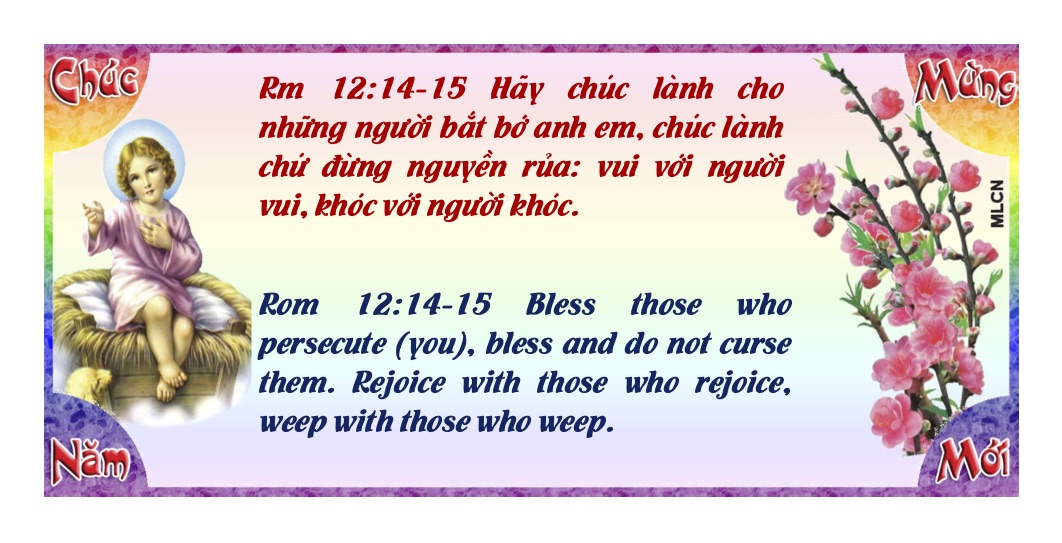 Chúc
Mừng
Rm 12:14-15 Hãy chúc lành cho
những người bắt bớ anh em, chúc lành
chứ đừng nguyền rủa: vui với người
vui, khóc với người khóc.
MLCN
Rom 12:14-15 Bless those who
persecute (you), bless and do not curse
them. Rejoice with those who rejoice,
weep with those who weep.
Năm
Mới